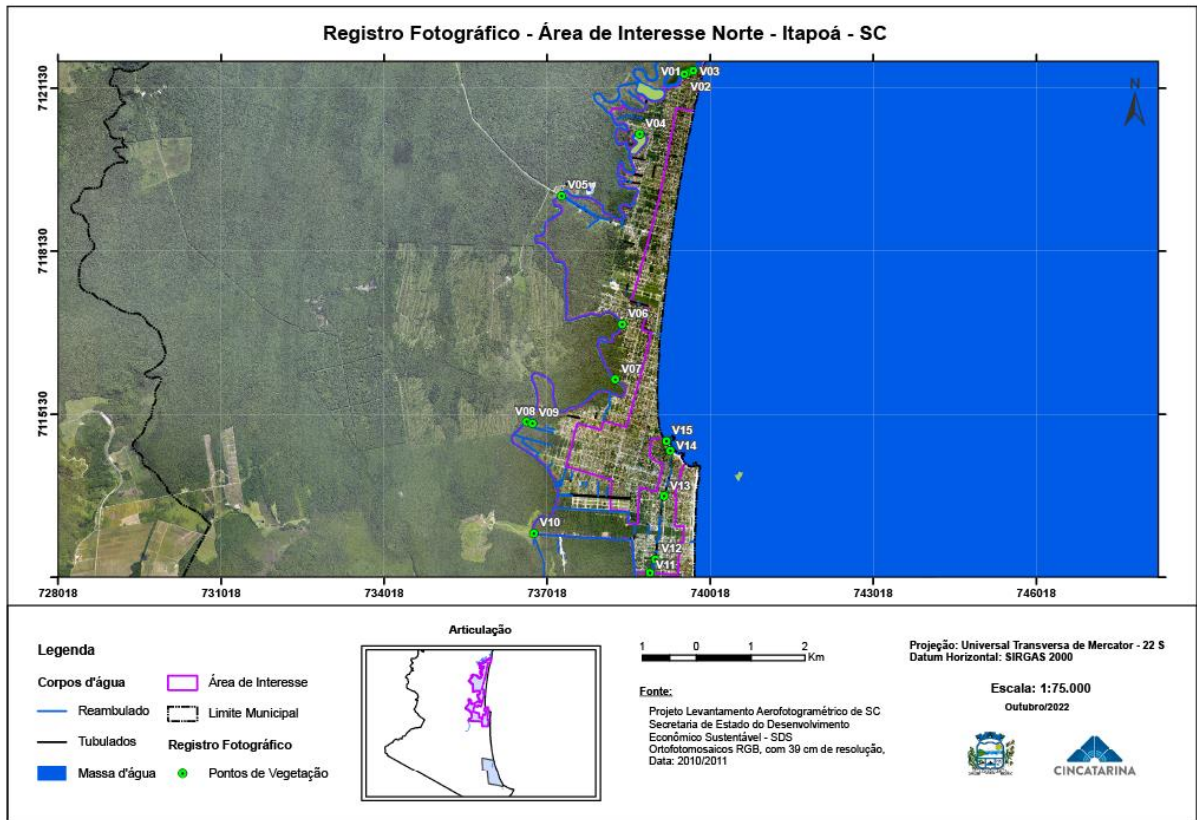 Registro Fotográfico - Área de Interesse Norte - Itapoá - SC
7121130
7118130
7115130
V01
V03
V02
V04
V05
V06
V07
V08
V09
V15
V14
V13
V10
V12
V11
N
728018
731018
734018
737018
740018
743018
746018
Legenda
Corpos d'água
Reambulado
Tubulados
Massa d'água
Área de Interesse
Limite Municipal
Registro Fotográfico
Pontos de Vegetação
Articulação
1 0 2
Km
Fonte:
Projeto Levantamento Aerofotogramétrico de SC
Secretaria de Estado do Desenvolvimento
Econômico Sustentável - SDS
Ortofotomosaicos RGB, com 39 cm de resolução,
Data: 2010/2011
Projeção: Universal Transversa de Mercator - 22 S
Datum Horizontal: SIRGAS 2000
Escala: 1:75.000
Outubro/2022
CINCATARINA